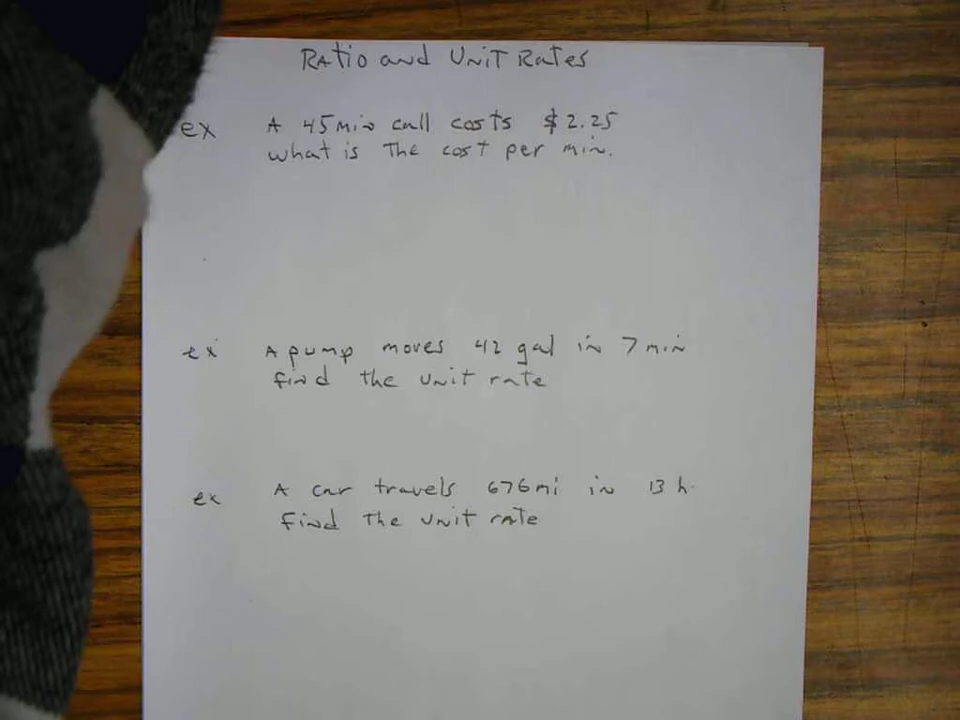 Ratio and Unit Rates
ex A 45 min call costs $2.25
what is the cost per min.
ex A pump moves 42 gal in 7 min
find the unit rate
ex A car travels 676 mi in 13 h.
find the unit rate